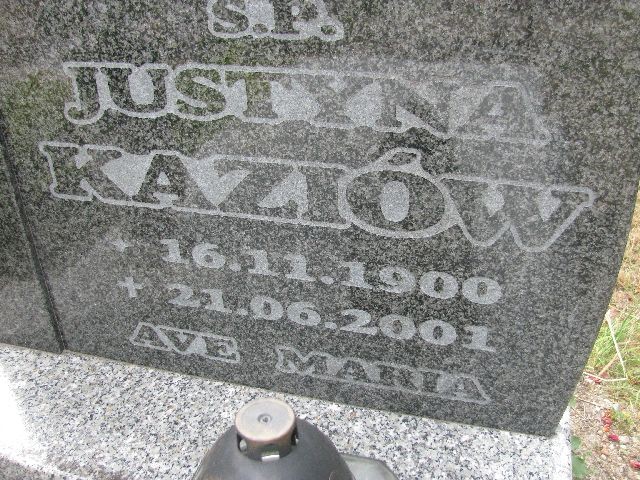 Ś.P.
JUSTYNA
KAZIÓW
* 16.11.1900
+ 21.06.2001
AVE MARIA